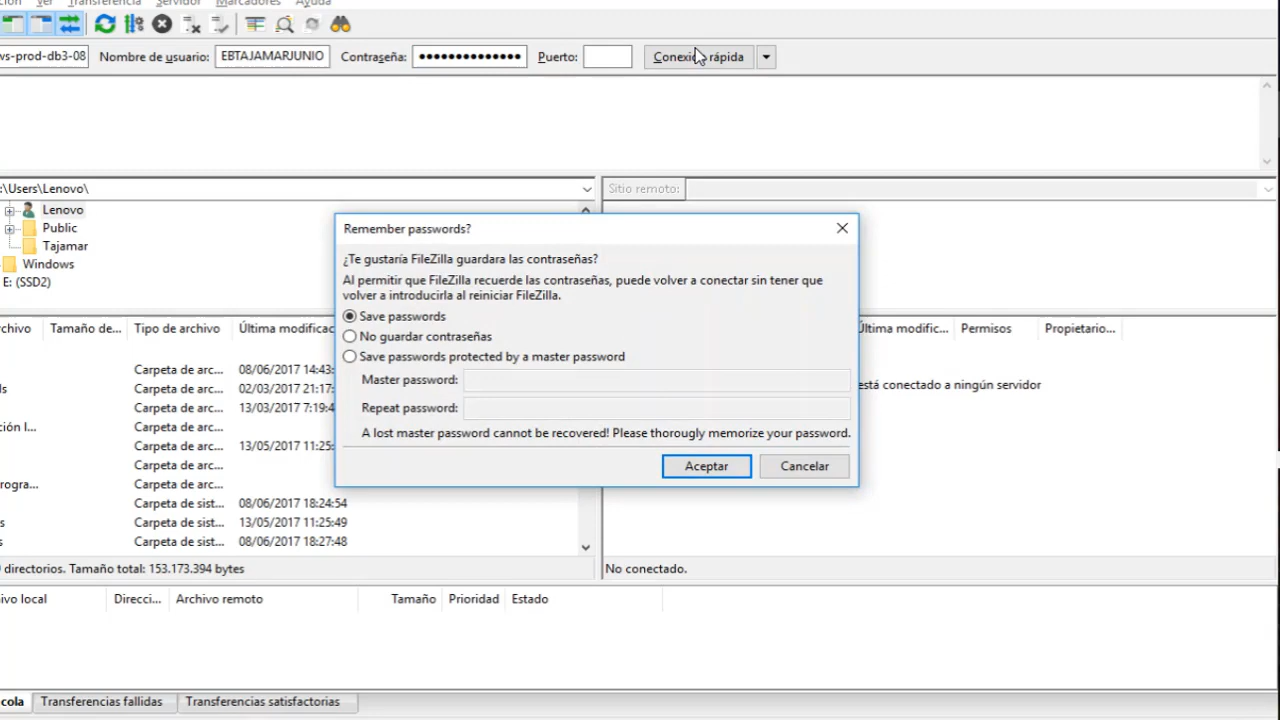 Ver Transferencia Servidor Marcadores Ayuda
ws-prod-db3-08 Nombre de usuario: EBTAJAMARJUNIO Contraseña: ●●●●●●●●●●●●●●● Puerto: rápida
:\Users\Lenovo\ Sitio remoto:
Lenovo
Public
Tajamar
Windows
E: (SSD2)
Remember passwords?
¿Te gustaría FileZilla guardara las contraseñas?
Al permitir que FileZilla recuerde las contraseñas, puede volver a conectar sin tener que
volver a introducirla al reiniciar FileZilla.
Save passwords
No guardar contraseñas
Save passwords protected by a master password
Master password:
Repeat password:
A lost master password cannot be recovered! Please thorougly memorize your password.
Aceptar Cancelar
chivo Tamaño de... Tipo de archivo Última modificac Última modific... Permisos Propietario...
Carpeta de arc... 08/06/2017 14:43:
ds Carpeta de arc... 02/03/2017 21:17:
Carpeta de arc... 13/03/2017 7:19:4
ción l... Carpeta de arc...
Carpeta de arc... 13/05/2017 11:25:
Carpeta de arc...
rogra... Carpeta de arc...
Carpeta de sist... 08/06/2017 18:24:54
s Carpeta de sist... 13/05/2017 11:25:49
s Carpeta de sist... 08/06/2017 18:27:48
está conectado a ningún servidor
directorios. Tamaño total: 153.173.394 bytes No conectado.
ivo local Direcci... Archivo remoto Tamaño Prioridad Estado
cola Transferencias fallidas Transferencias satisfactorias